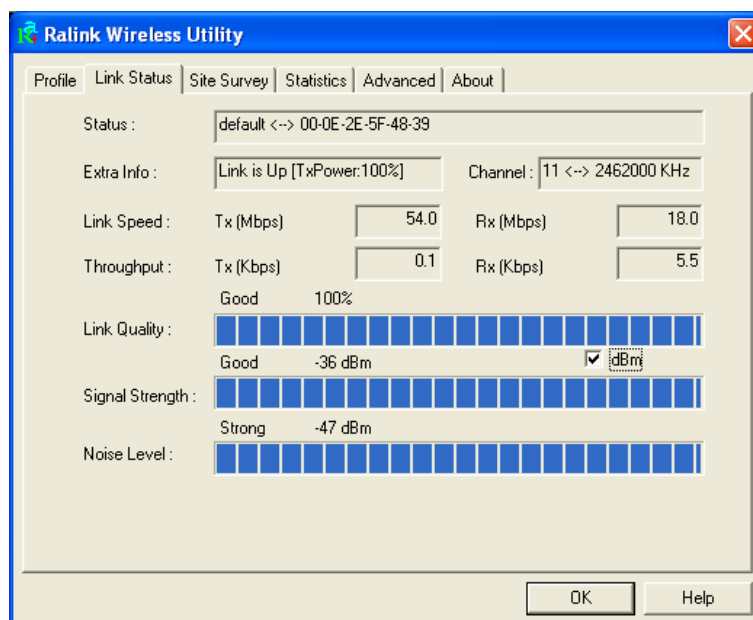 Ralink Wireless Utility
Profile Link Status Site Survey Statistics Advanced About
Status : default <--> 00-0E-2E-5F-48-39
Extra Info : Link is Up [TxPower:100%] Channel : 11 <--> 2462000 KHz
Link Speed : Tx (Mbps) 54.0 Rx (Mbps) 18.0
Throughput : Tx (Kbps) 0.1 Rx (Kbps) 5.5
Good 100%
Link Quality :
Good -36 dBm dBm
Signal Strength :
Strong -47 dBm
Noise Level :
OK Help